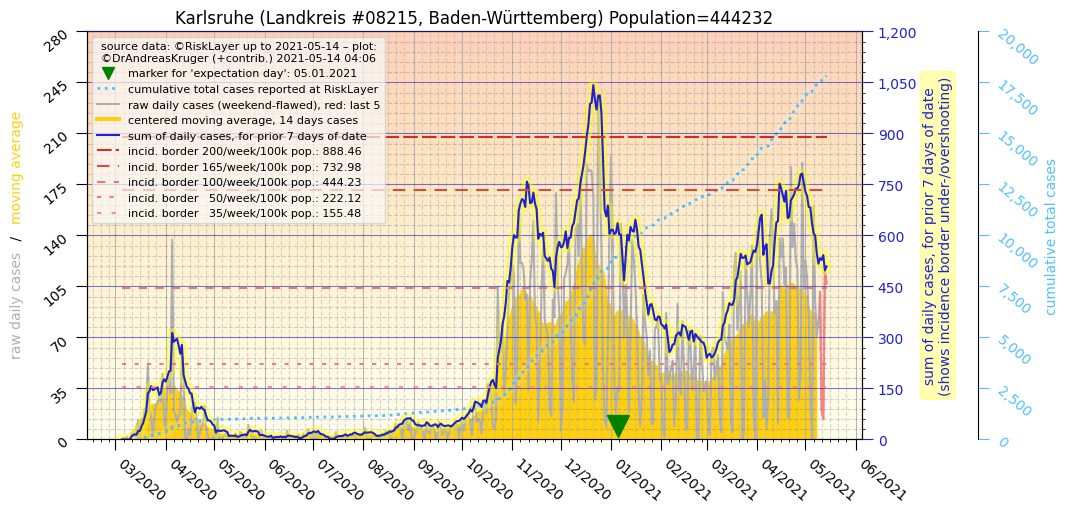 Karlsruhe (Landkreis #08215, Baden-Württemberg) Population=444232
source data: ©RiskLayer up to 2021-05-14 – plot:
©DrAndreasKruger (+contrib.) 2021-05-14 04:06
marker for 'expectation day': 05.01.2021
cumulative total cases reported at RiskLayer
raw daily cases (weekend-flawed), red: last 5
centered moving average, 14 days cases
sum of daily cases, for prior 7 days of date
incid. border 200/week/100k pop.: 888.46
incid. border 165/week/100k pop.: 732.98
incid. border 100/week/100k pop.: 444.23
incid. border 50/week/100k pop.: 222.12
incid. border 35/week/100k pop.: 155.48
raw daily cases / moving average
280
245
210
175
140
105
70
35
0
03/2020
04/2020
05/2020
06/2020
07/2020
08/2020
09/2020
10/2020
11/2020
12/2020
01/2021
02/2021
03/2021
04/2021
05/2021
06/2021
1,200
1,050
900
750
600
450
300
150
0
sum of daily cases, for prior 7 days of date
(shows incidence border under-/overshooting)
20,000
17,500
15,000
12,500
10,000
7,500
5,000
2,500
0
cumulative total cases